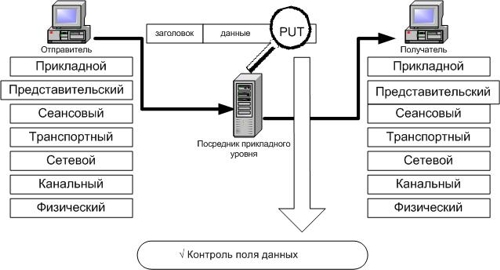 заголовок данные PUT
Отправитель
Получатель
Прикладной
Представительский
Сеансовый
Транспортный
Сетевой
Канальный
Физический
Посредник прикладного
уровня
Прикладной
Представительский
Сеансовый
Транспортный
Сетевой
Канальный
Физический
√ Контроль поля данных